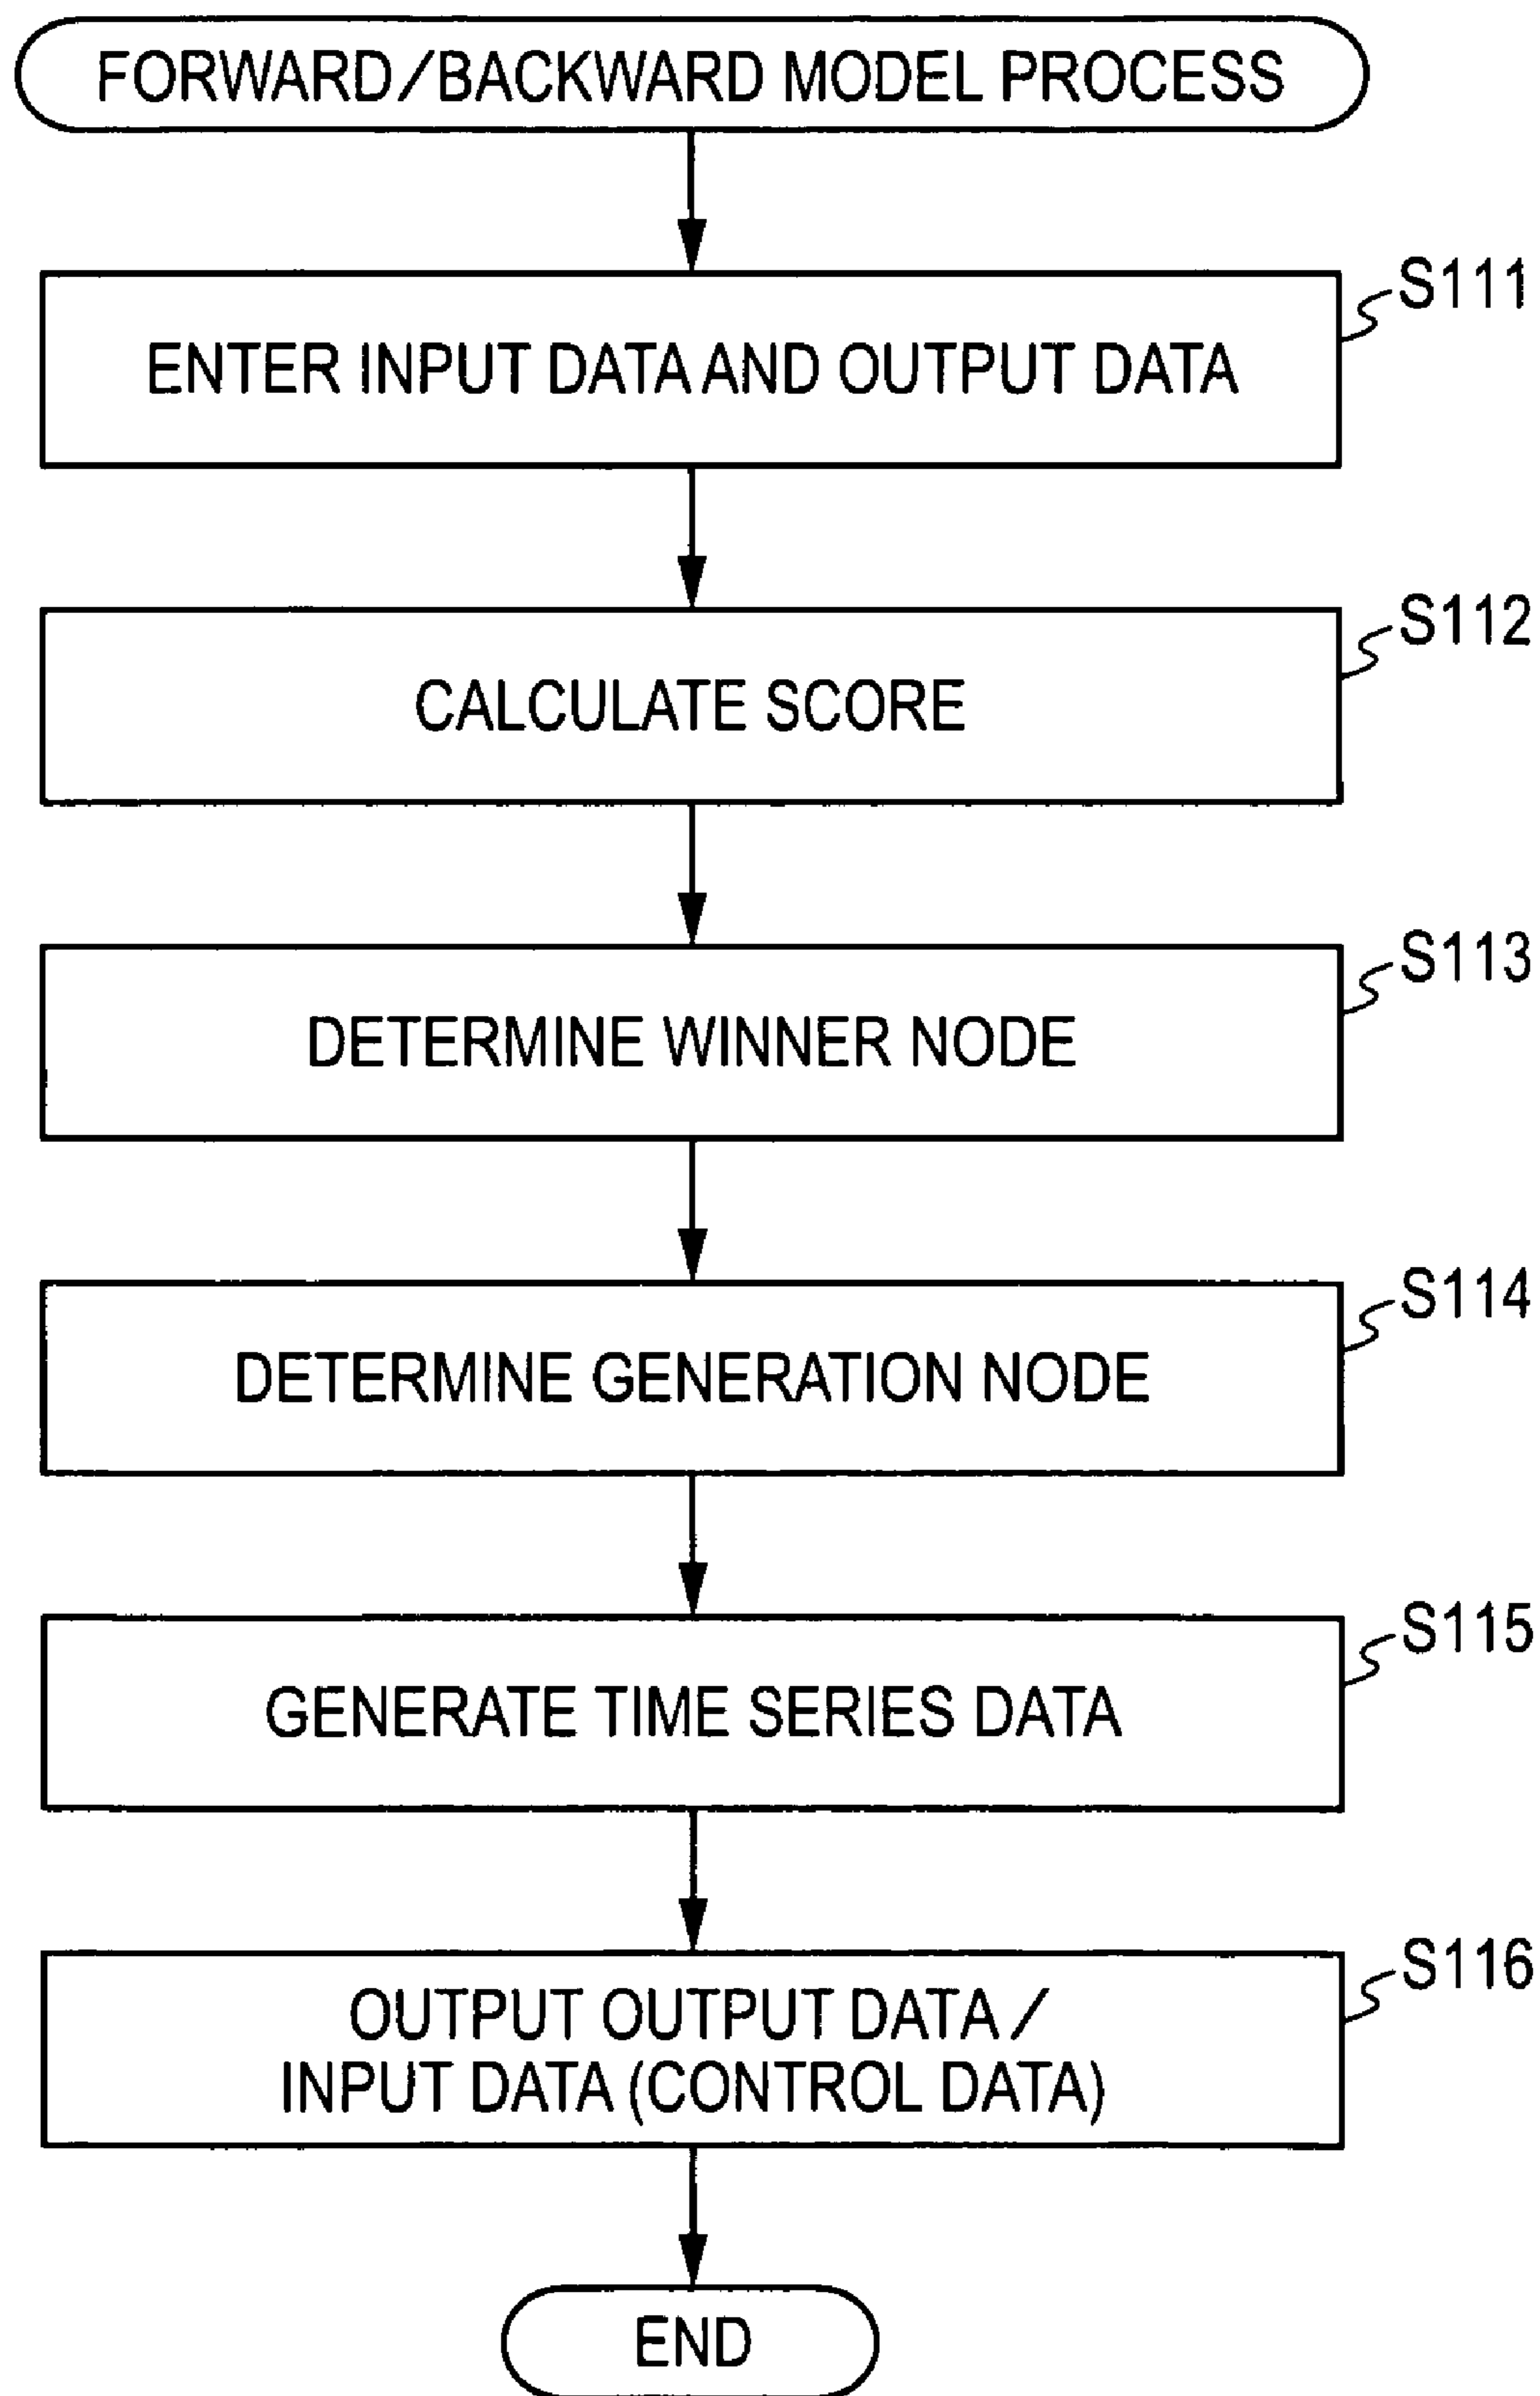 FORWARD/BACKWARD MODEL PROCESS
S111
ENTER INPUT DATA AND OUTPUT DATA
S112
CALCULATE SCORE
S113
DETERMINE WINNER NODE
S114
DETERMINE GENERATION NODE
S115
GENERATE TIME SERIES DATA
S116
OUTPUT OUTPUT DATA /
INPUT DATA (CONTROL DATA)
END